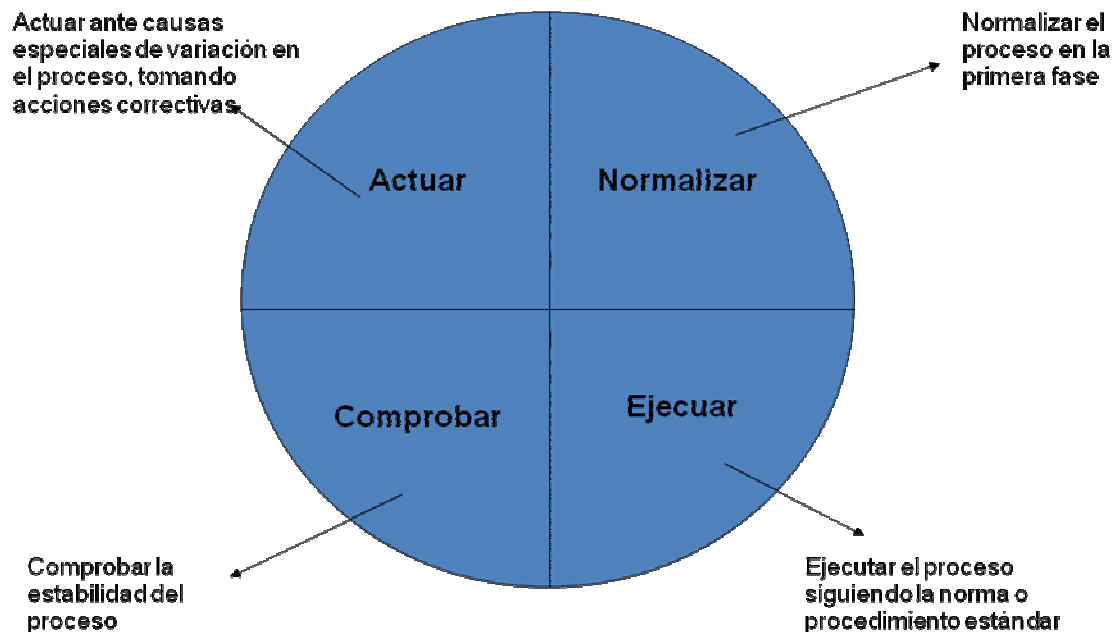 Actuar ante causas
especiales de variación en
el proceso, tomando
acciones correctivas
Normalizar el
proceso en la
primera fase
Actuar
Normalizar
Comprobar
Ejecuar
Comprobar la
estabilidad del
proceso
Ejecutar el proceso
siguiendo la norma o
procedimiento estándar